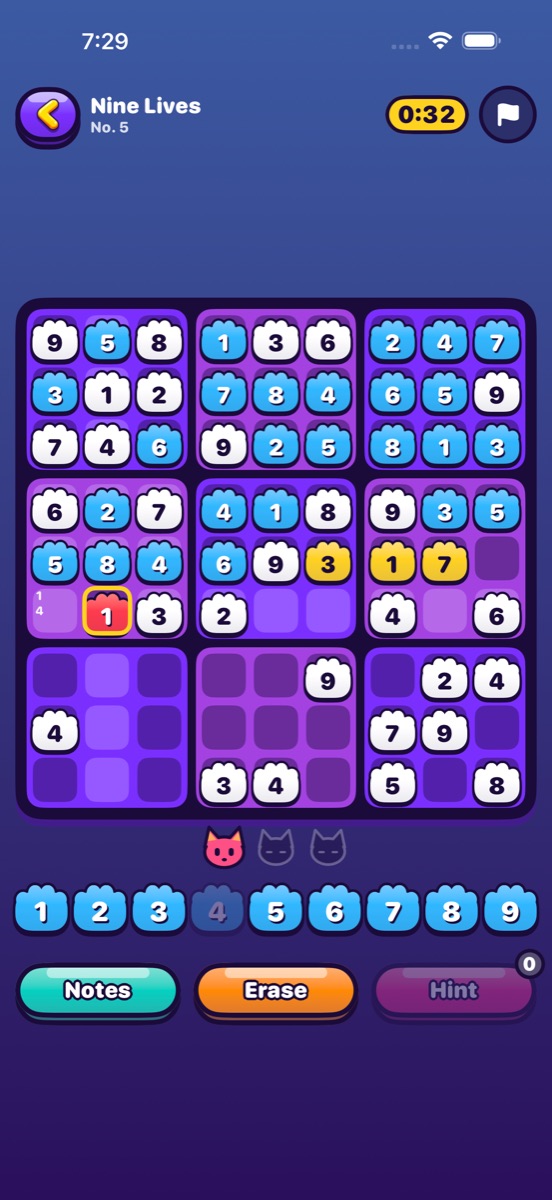 7:29
Nine Lives
No. 5
0:32
9 5 8 1 3 6 2 4 7
3 1 2 7 8 4 6 5 9
7 4 6 9 2 5 8 1 3
6 2 7 4 1 8 9 3 5
5 8 4 6 9 3 1 7
1
4
1 3 2 4 6
9 2 4
4 7 9
3 4 5 8
1 2 3 4 5 6 7 8 9
0
Notes Erase Hint